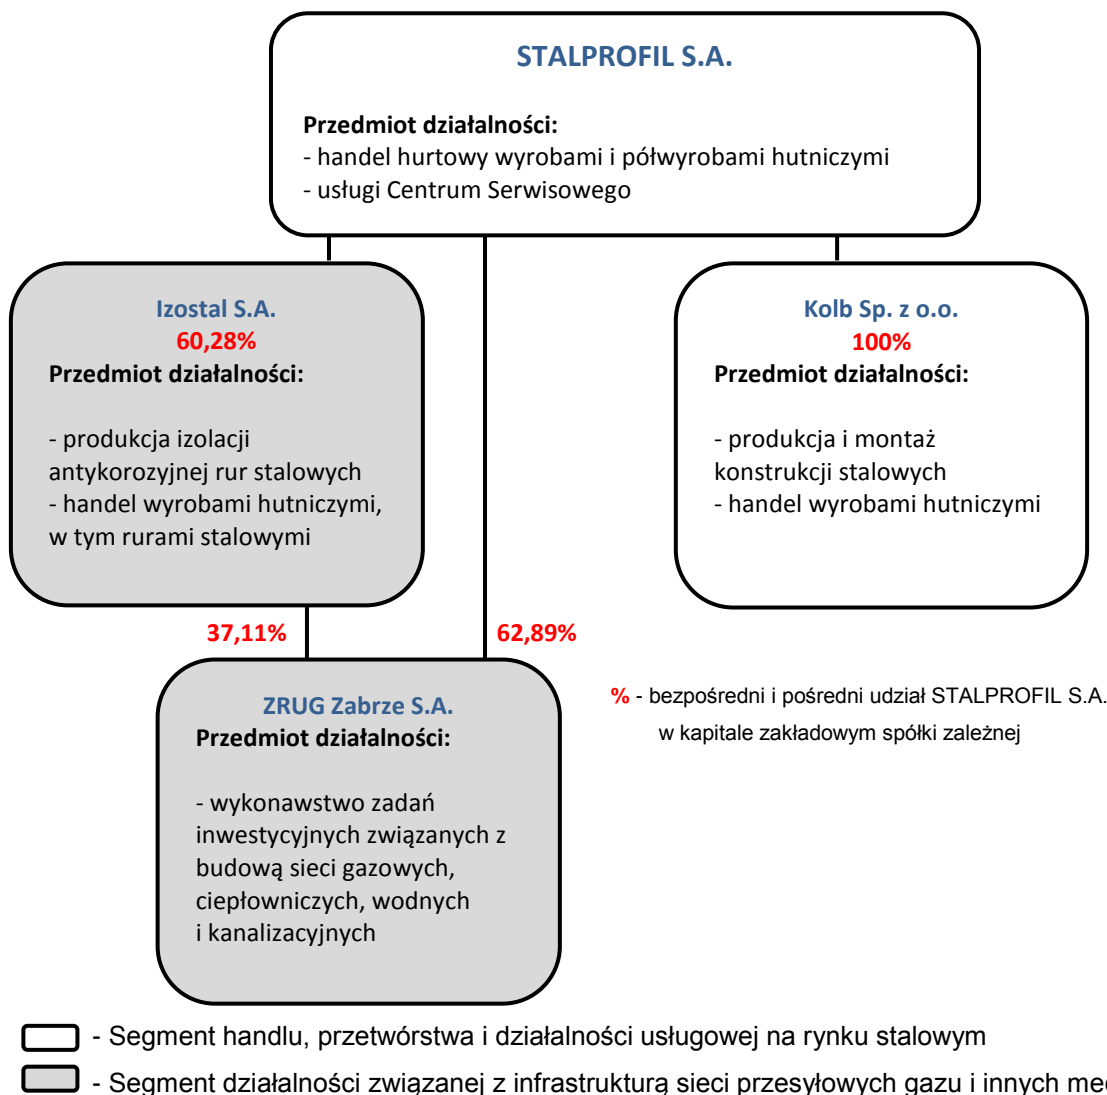 STALPROFIL S.A.
Przedmiot działalności:
- handel hurtowy wyrobami i półwyrobami hutniczymi
- usługi Centrum Serwisowego
Izostal S.A.
60,28%
Przedmiot działalności:
- produkcja izolacji
antykorozyjnej rur stalowych
- handel wyrobami hutniczymi,
w tym rurami stalowymi
Kolb Sp. z o.o.
100%
Przedmiot działalności:
- produkcja i montaż
konstrukcji stalowych
- handel wyrobami hutniczymi
37,11%
62,89%
ZRUG Zabrze S.A.
Przedmiot działalności:
- wykonawstwo zadań
inwestycyjnych związanych z
budową sieci gazowych,
ciepłowniczych, wodnych
i kanalizacyjnych
% - bezpośredni i pośredni udział STALPROFIL S.A.
w kapitale zakładowym spółki zależnej
- Segment handlu, przetwórstwa i działalności usługowej na rynku stalowym
- Segment działalności związanej z infrastrukturą sieci przesyłowych gazu i innych